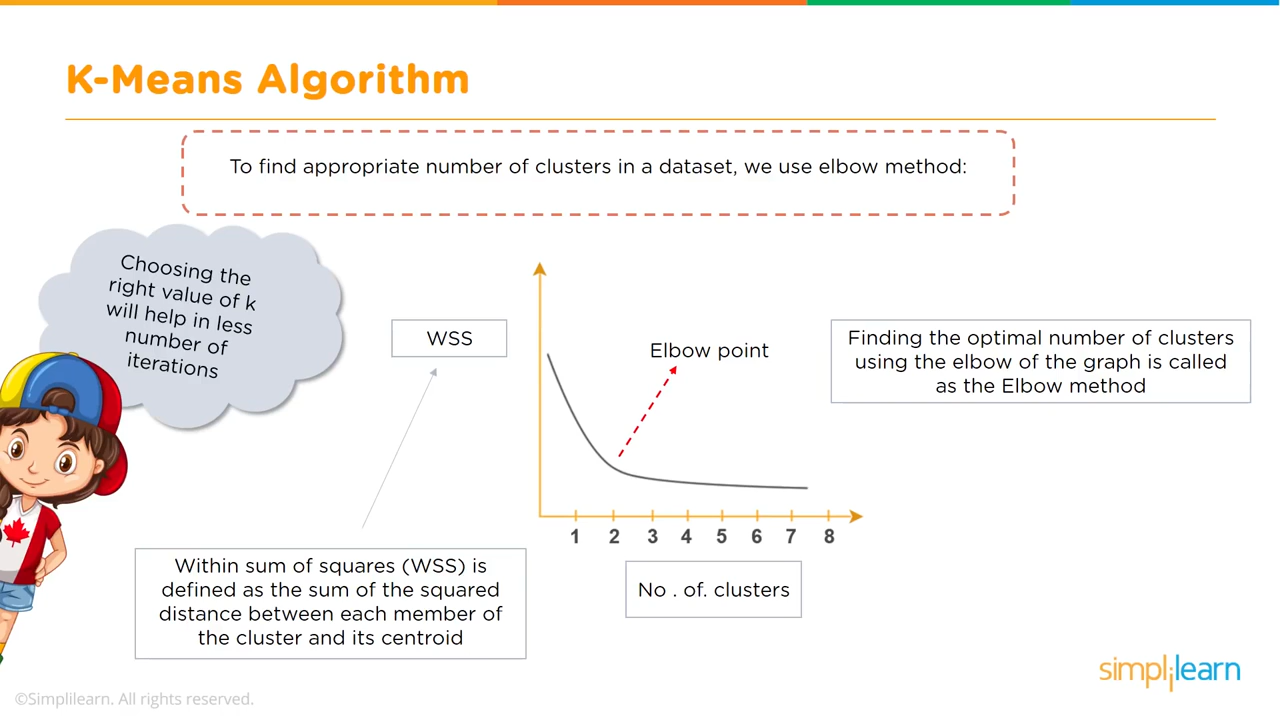 K-Means Algorithm
To find appropriate number of clusters in a dataset, we use elbow method:
Choosing the
right value of k
will help in less
number of
iterations
WSS
Elbow point
Finding the optimal number of clusters
using the elbow of the graph is called
as the Elbow method
1 2 3 4 5 6 7 8
No . of. clusters
Within sum of squares (WSS) is
defined as the sum of the squared
distance between each member of
the cluster and its centroid
simplilearn
©Simplilearn. All rights reserved.